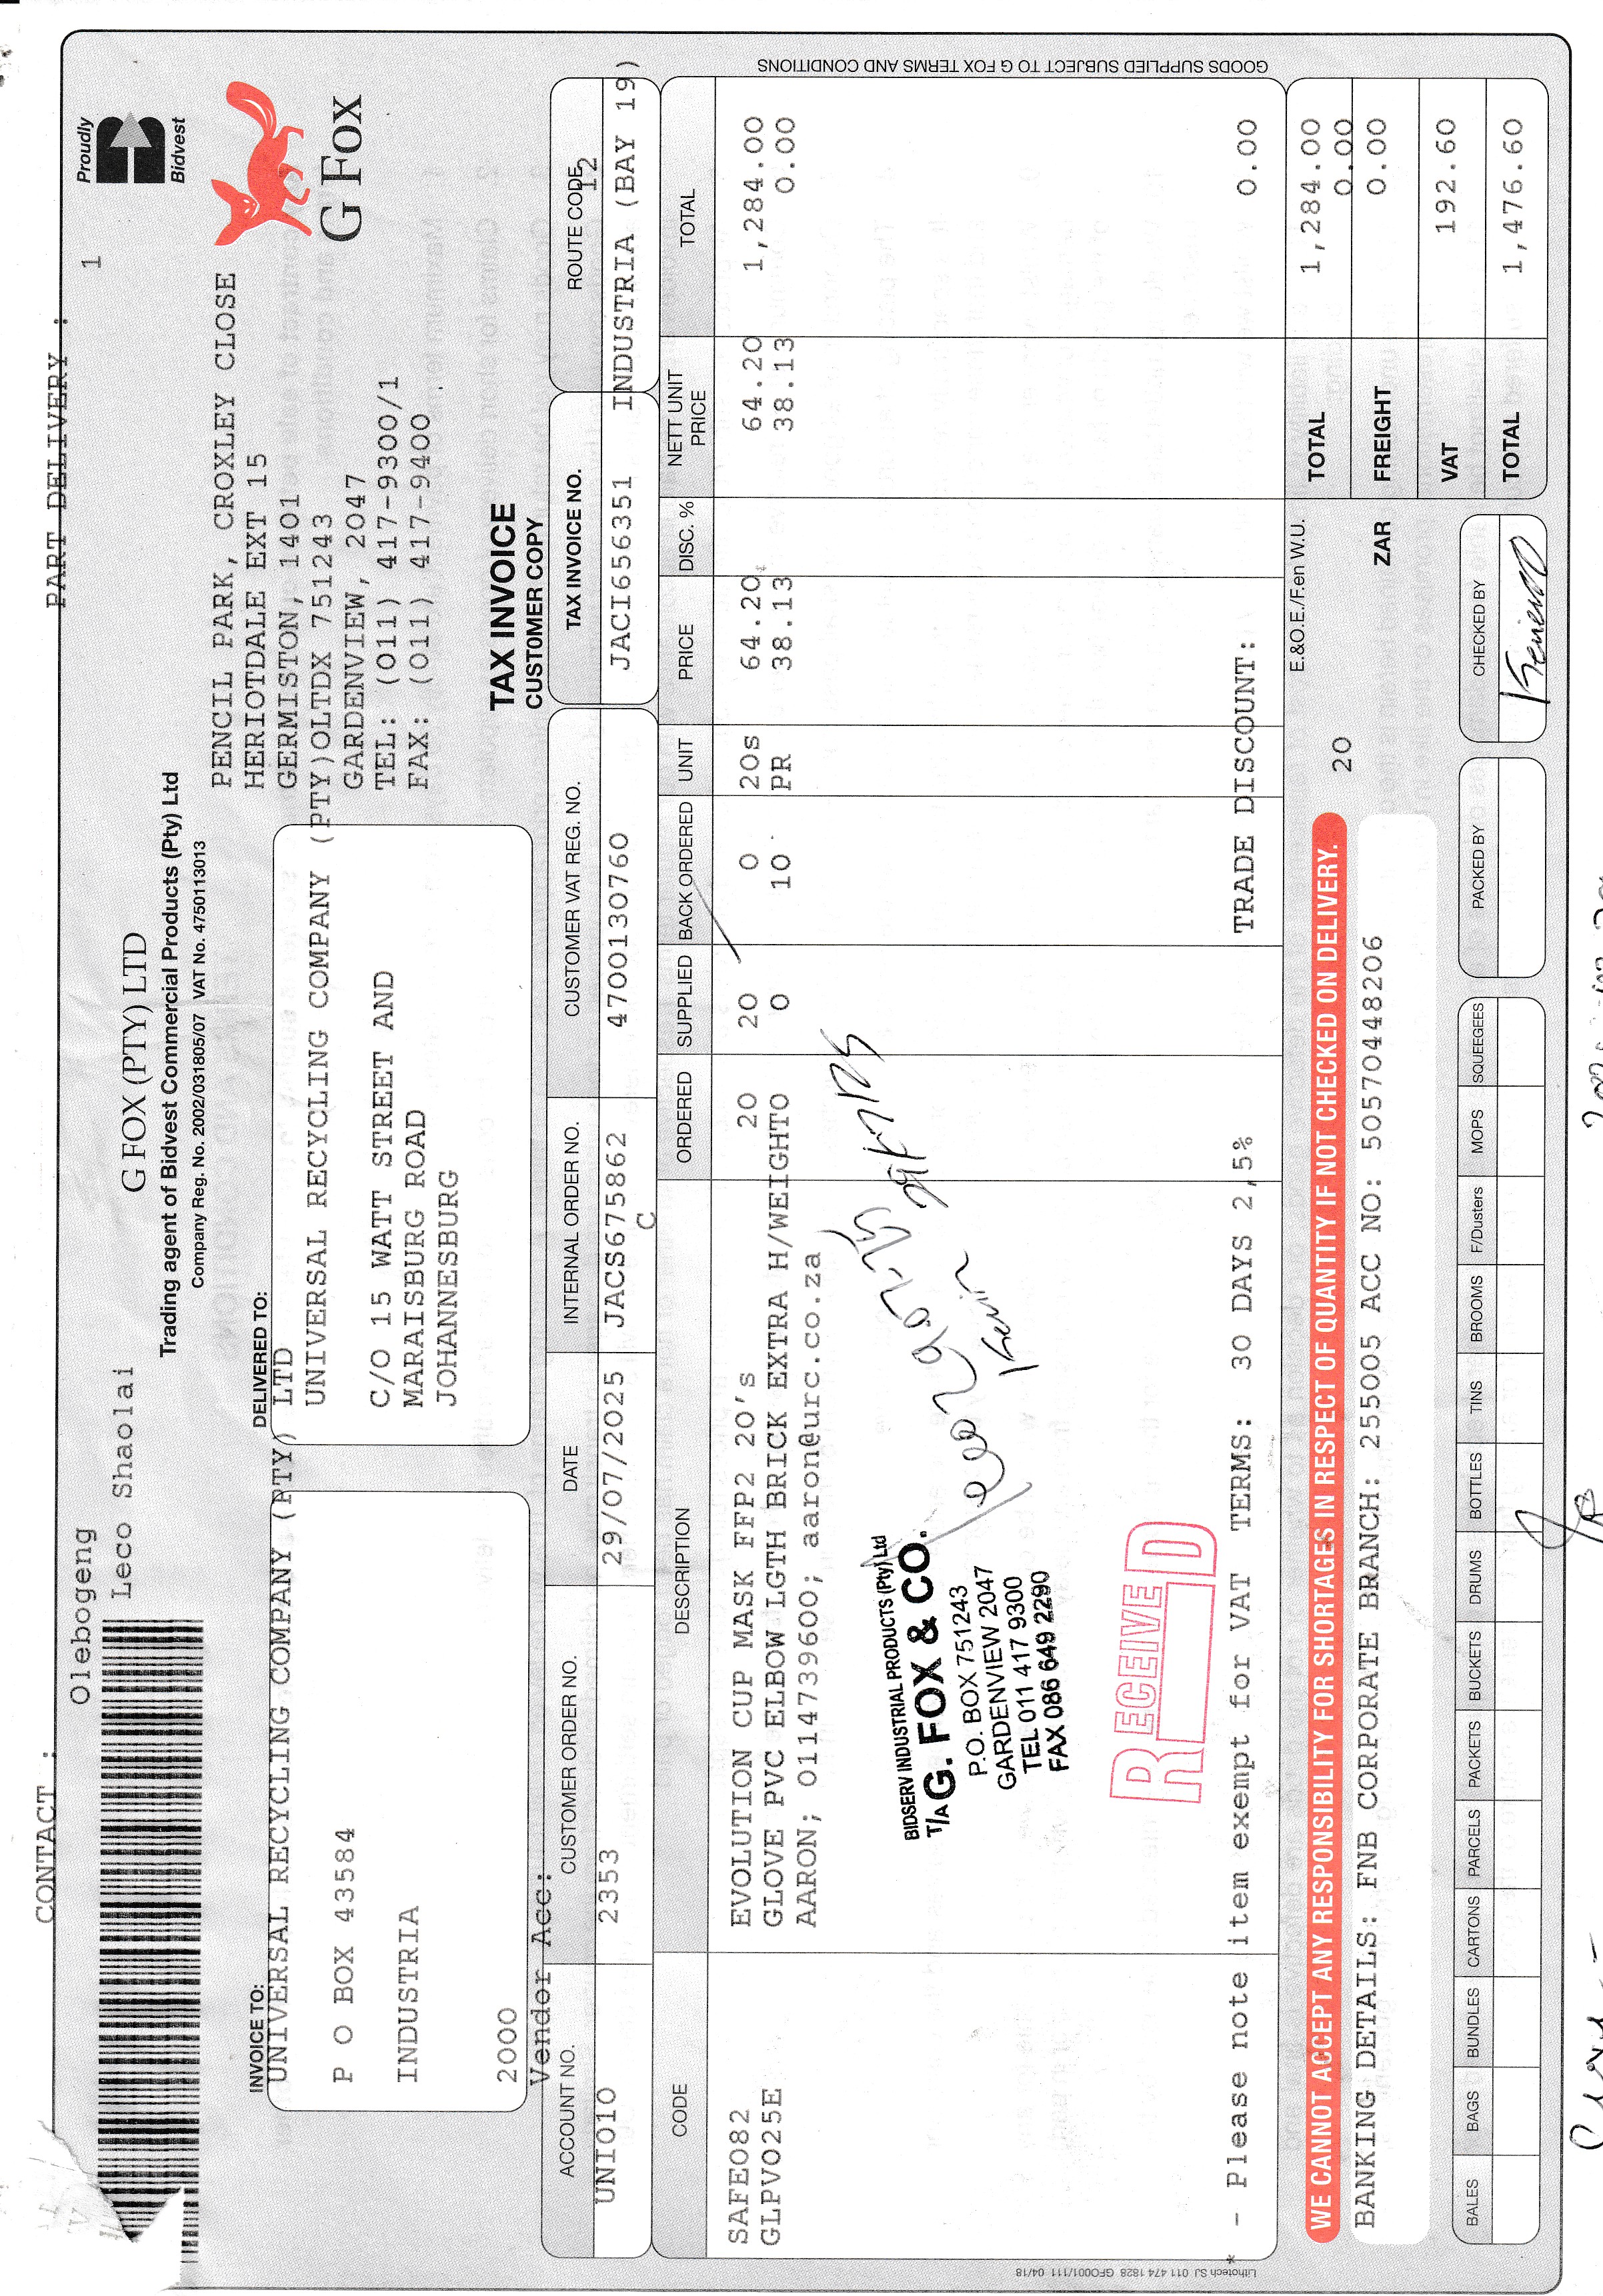 CONTACT :
PART DELIVERY :
Olebogeng
1
Leco Shaolai
Proudly
Bidvest
G FOX (PTY) LTD
Trading agent of Bidvest Commercial Products (Pty) Ltd
Company Reg. No. 2002/031805/07 VAT No. 4750113013
G FOX
PENCIL PARK, CROXLEY CLOSE
HERIOTDALE EXT 15
GERMISTON, 1401
(PTY)OLTDX 751243
GARDENVIEW, 2047
TEL: (011) 417-9300/1
FAX: (011) 417-9400
INVOICE TO:
UNIVERSAL RECYCLING COMPANY (PTY) LTD
P O BOX 43584
INDUSTRIA
2000
DELIVERED TO:
UNIVERSAL RECYCLING COMPANY
C/O 15 WATT STREET AND
MARAISBURG ROAD
JOHANNESBURG
TAX INVOICE
CUSTOMER COPY
Vendor Acc:
ACCOUNT NO. CUSTOMER ORDER NO. DATE INTERNAL ORDER NO. CUSTOMER VAT REG. NO. TAX INVOICE NO. ROUTE CODE
12
UNI010 2353 29/07/2025 JACS675862 4700130760 JACI656351 INDUSTRIA (BAY 19)
C
CODE DESCRIPTION ORDERED SUPPLIED BACK ORDERED UNIT PRICE DISC. % NETT UNIT PRICE TOTAL
SAFE082 EVOLUTION CUP MASK FFP2 20'S 20 20 0 20s 64.20 64.20 1,284.00
GLPV025E GLOVE PVC ELBOW LGTH BRICK EXTRA H/WEIGHTO 0 10 PR 38.13 38.13 0.00
AARON; 0114739600; aaron@urc.co.za
BIDSERV INDUSTRIAL PRODUCTS (Pty) Ltd
T/A G. FOX & CO.
P.O. BOX 751243
GARDENVIEW 2047
TEL 011 417 9300
FAX 086 649 2290
Kevin
RECEIVED
* - Please note item exempt for VAT TERMS: 30 DAYS 2,5% TRADE DISCOUNT: 0.00
GOODS SUPPLIED SUBJECT TO G FOX TERMS AND CONDITIONS
E.&O.E./F.en W.U.
WE CANNOT ACCEPT ANY RESPONSIBILITY FOR SHORTAGES IN RESPECT OF QUANTITY IF NOT CHECKED ON DELIVERY.
20
BANKING DETAILS: FNB CORPORATE BRANCH: 255005 ACC NO: 50570448206
ZAR
TOTAL 1,284.00
0.00
FREIGHT 0.00
VAT 192.60
TOTAL 1,476.60
BALES BAGS BUNDLES CARTONS PARCELS PACKETS BUCKETS DRUMS BOTTLES TINS BROOMS F/Dusters MOPS SQUEEGEES PACKED BY CHECKED BY
Lithotech SJ 011 474 1828 GFO0001/111 04/18